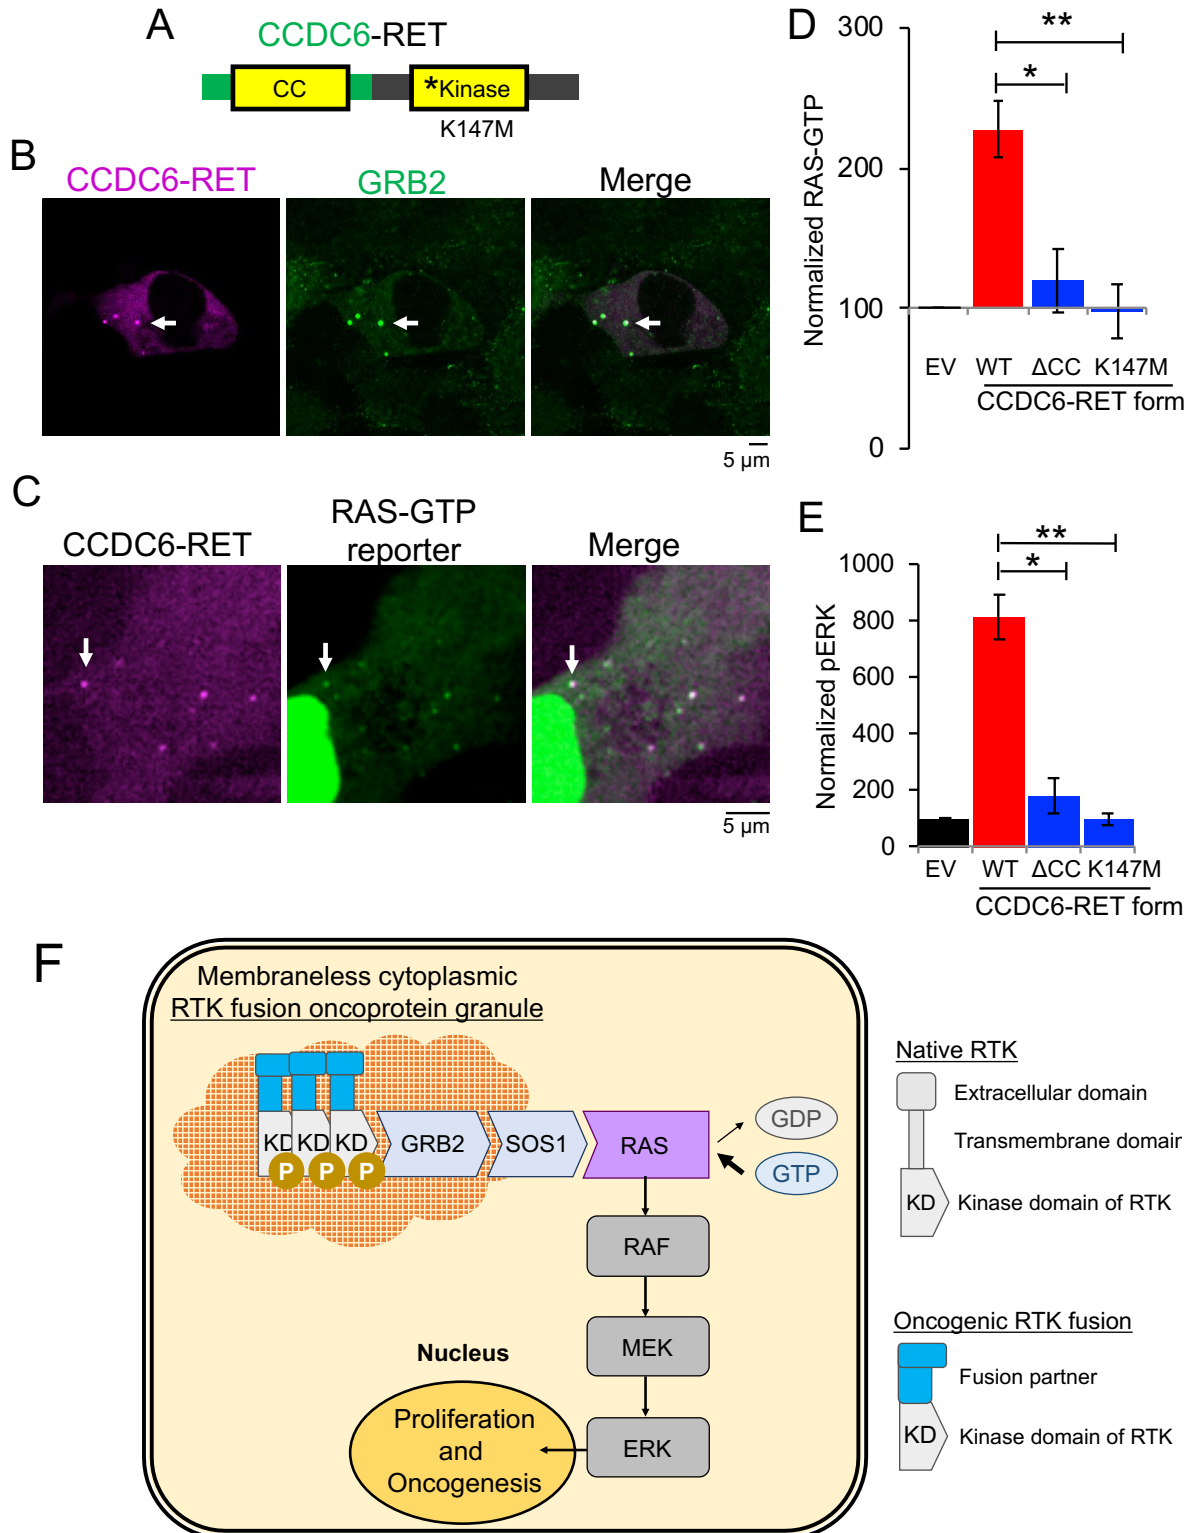 A
CCDC6-RET
CC
*Kinase
K147M
B
CCDC6-RET
GRB2
Merge
5 µm
C
CCDC6-RET
RAS-GTP
reporter
Merge
5 µm
D
Normalized RAS-GTP
300
200
100
0
**
*
EV
WT
ΔCC
K147M
CCDC6-RET form
E
Normalized pERK
1000
800
600
400
200
0
**
*
EV
WT
ΔCC
K147M
CCDC6-RET form
F
Membraneless cytoplasmic
RTK fusion oncoprotein granule
KD
KD
KD
P
P
P
GRB2
SOS1
RAS
GDP
GTP
RAF
MEK
ERK
Nucleus
Proliferation
and
Oncogenesis
Native RTK
Extracellular domain
Transmembrane domain
KD
Kinase domain of RTK
Oncogenic RTK fusion
Fusion partner
KD
Kinase domain of RTK